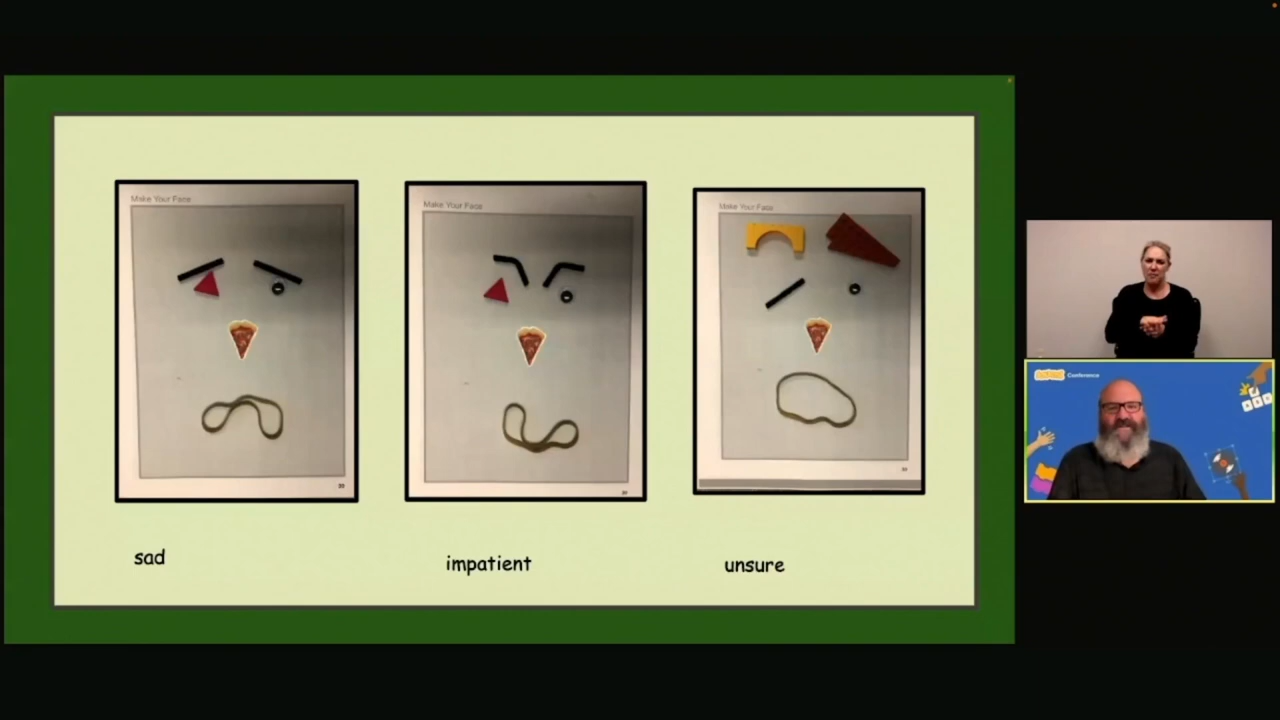 Make Your Face
Make Your Face
Make Your Face
sad
impatient
unsure
Conference